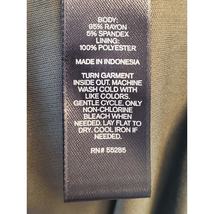 BODY:
95% RAYON
5% SPANDEX
LINING:
100% POLYESTER
MADE IN INDONESIA
TURN GARMENT
INSIDE OUT. MACHINE
WASH COLD WITH
LIKE COLORS.
GENTLE CYCLE. ONLY
NON-CHLORINE
BLEACH WHEN
NEEDED. LAY FLAT TO
DRY. COOL IRON IF
NEEDED.
RN# 55285